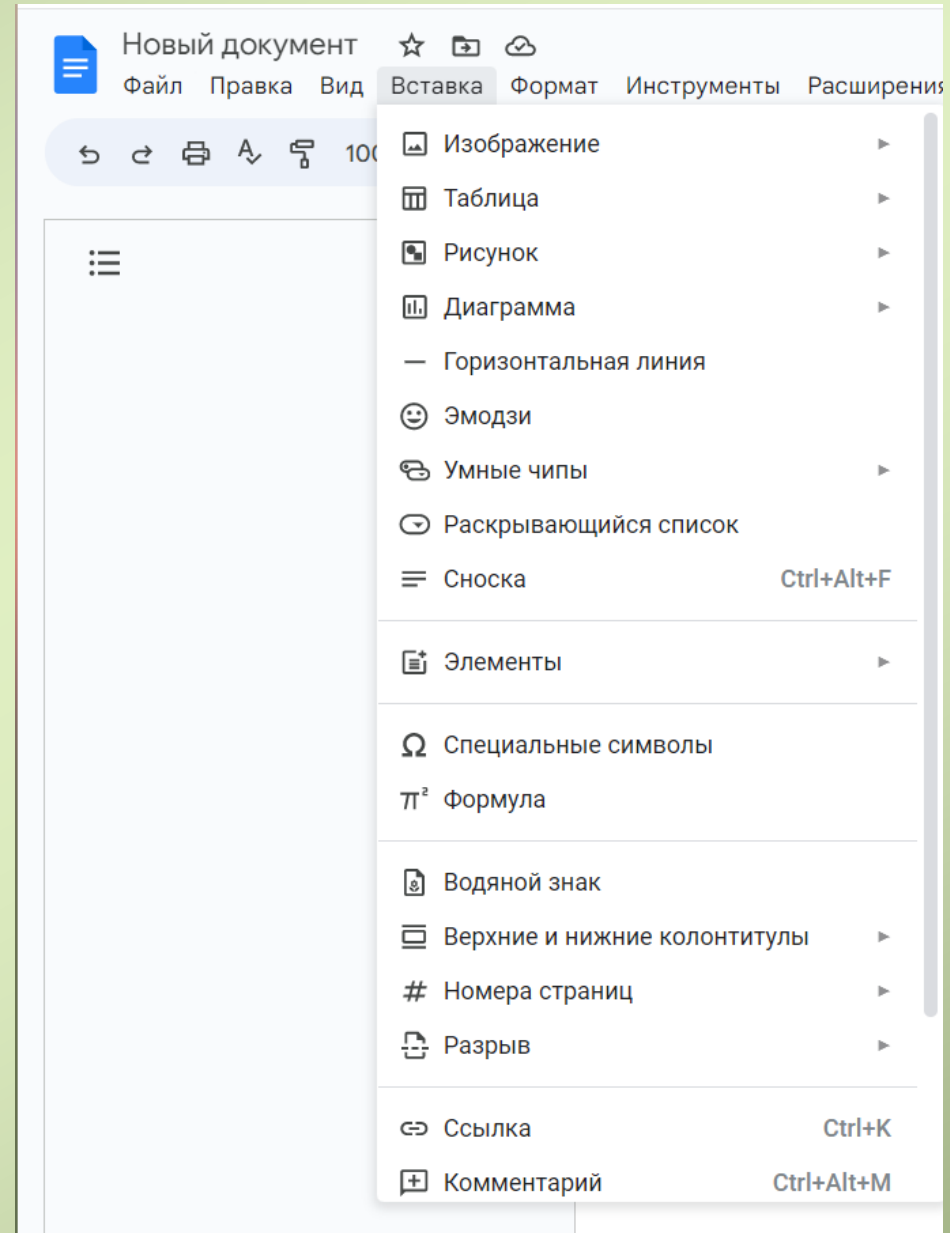 Новый документ
Файл Правка Вид Вставка Формат Инструменты Расширения
100
Изображение
Таблица
Рисунок
Диаграмма
Горизонтальная линия
Эмодзи
Умные чипы
Раскрывающийся список
Сноска Ctrl+Alt+F
Элементы
Ω Специальные символы
π² Формула
Водяной знак
Верхние и нижние колонтитулы
# Номера страниц
Разрыв
Ссылка Ctrl+K
Комментарий Ctrl+Alt+M